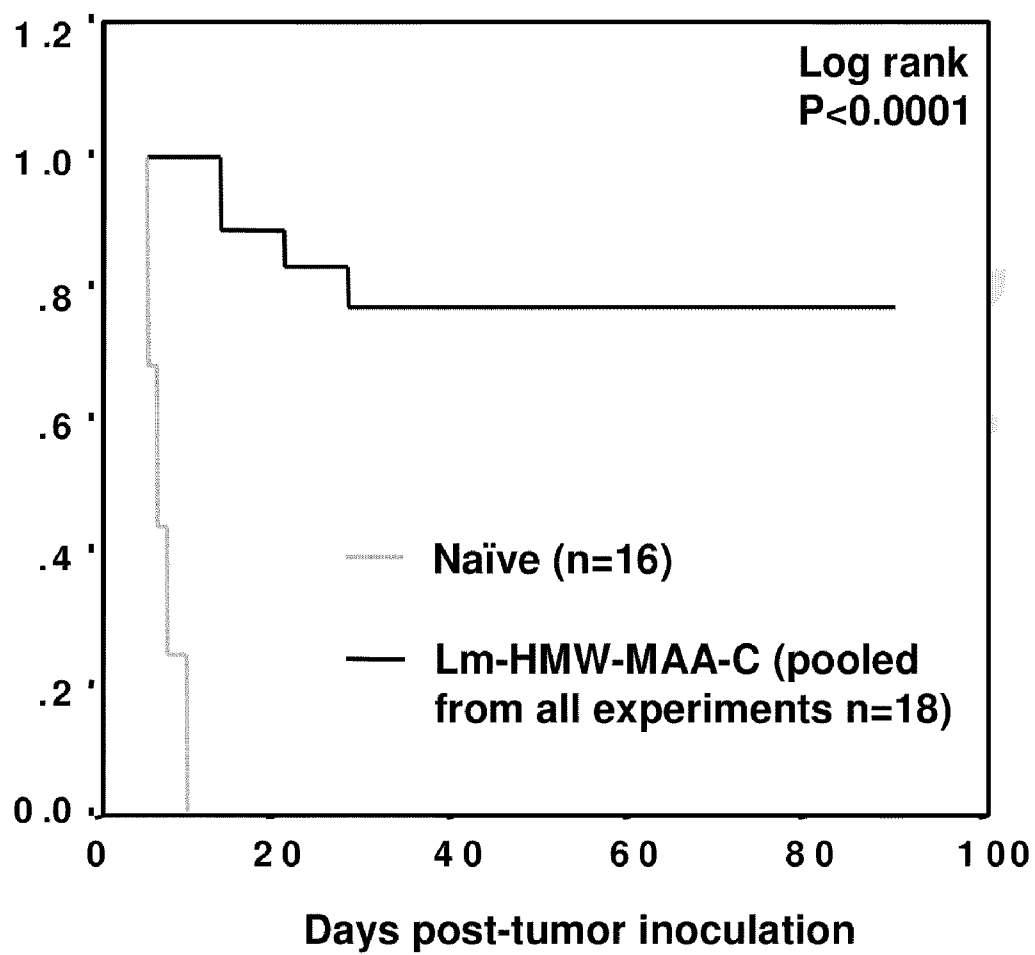 1.2
Log rank
P<0.0001
1.0
.8
.6
.4
Naïve (n=16)
.2
Lm-HMW-MAA-C (pooled
from all experiments n=18)
0.0
0 20 40 60 80 100
Days post-tumor inoculation